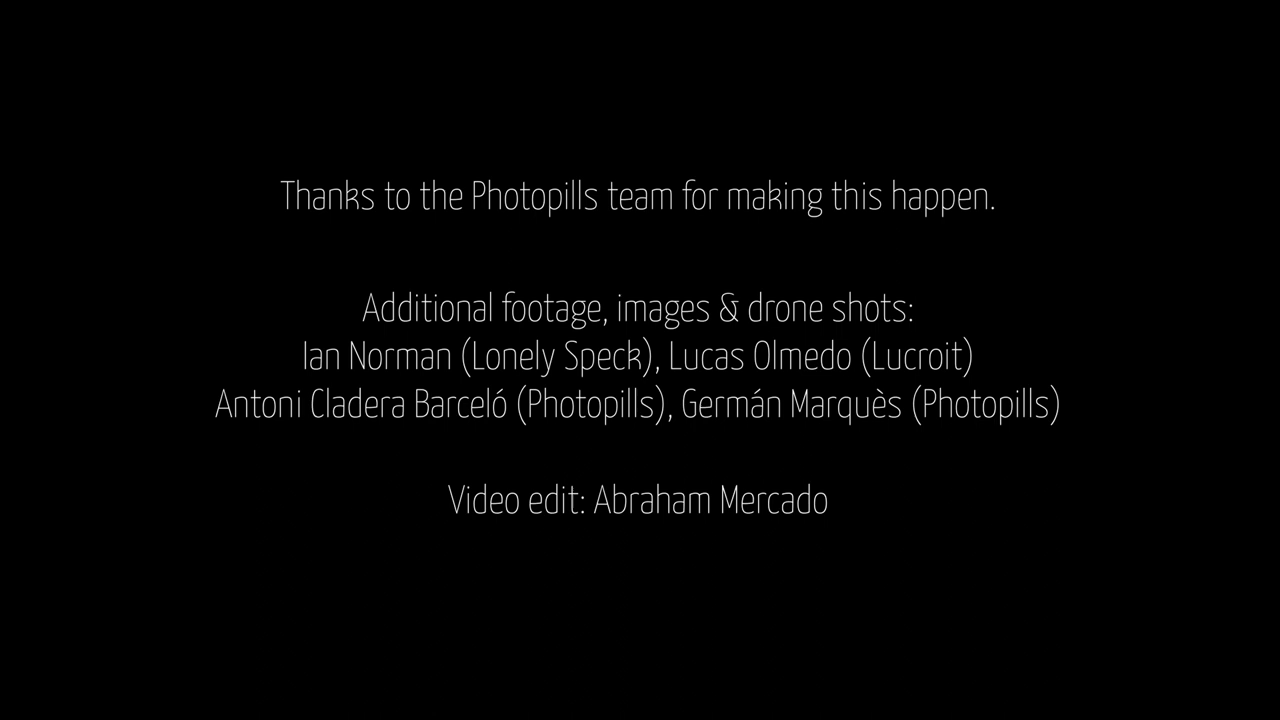 Thanks to the Photopills team for making this happen.
Additional footage, images & drone shots:
Ian Norman (Lonely Speck), Lucas Olmedo (Lucroit)
Antoni Cladera Barceló (Photopills), Germán Marquès (Photopills)
Video edit: Abraham Mercado